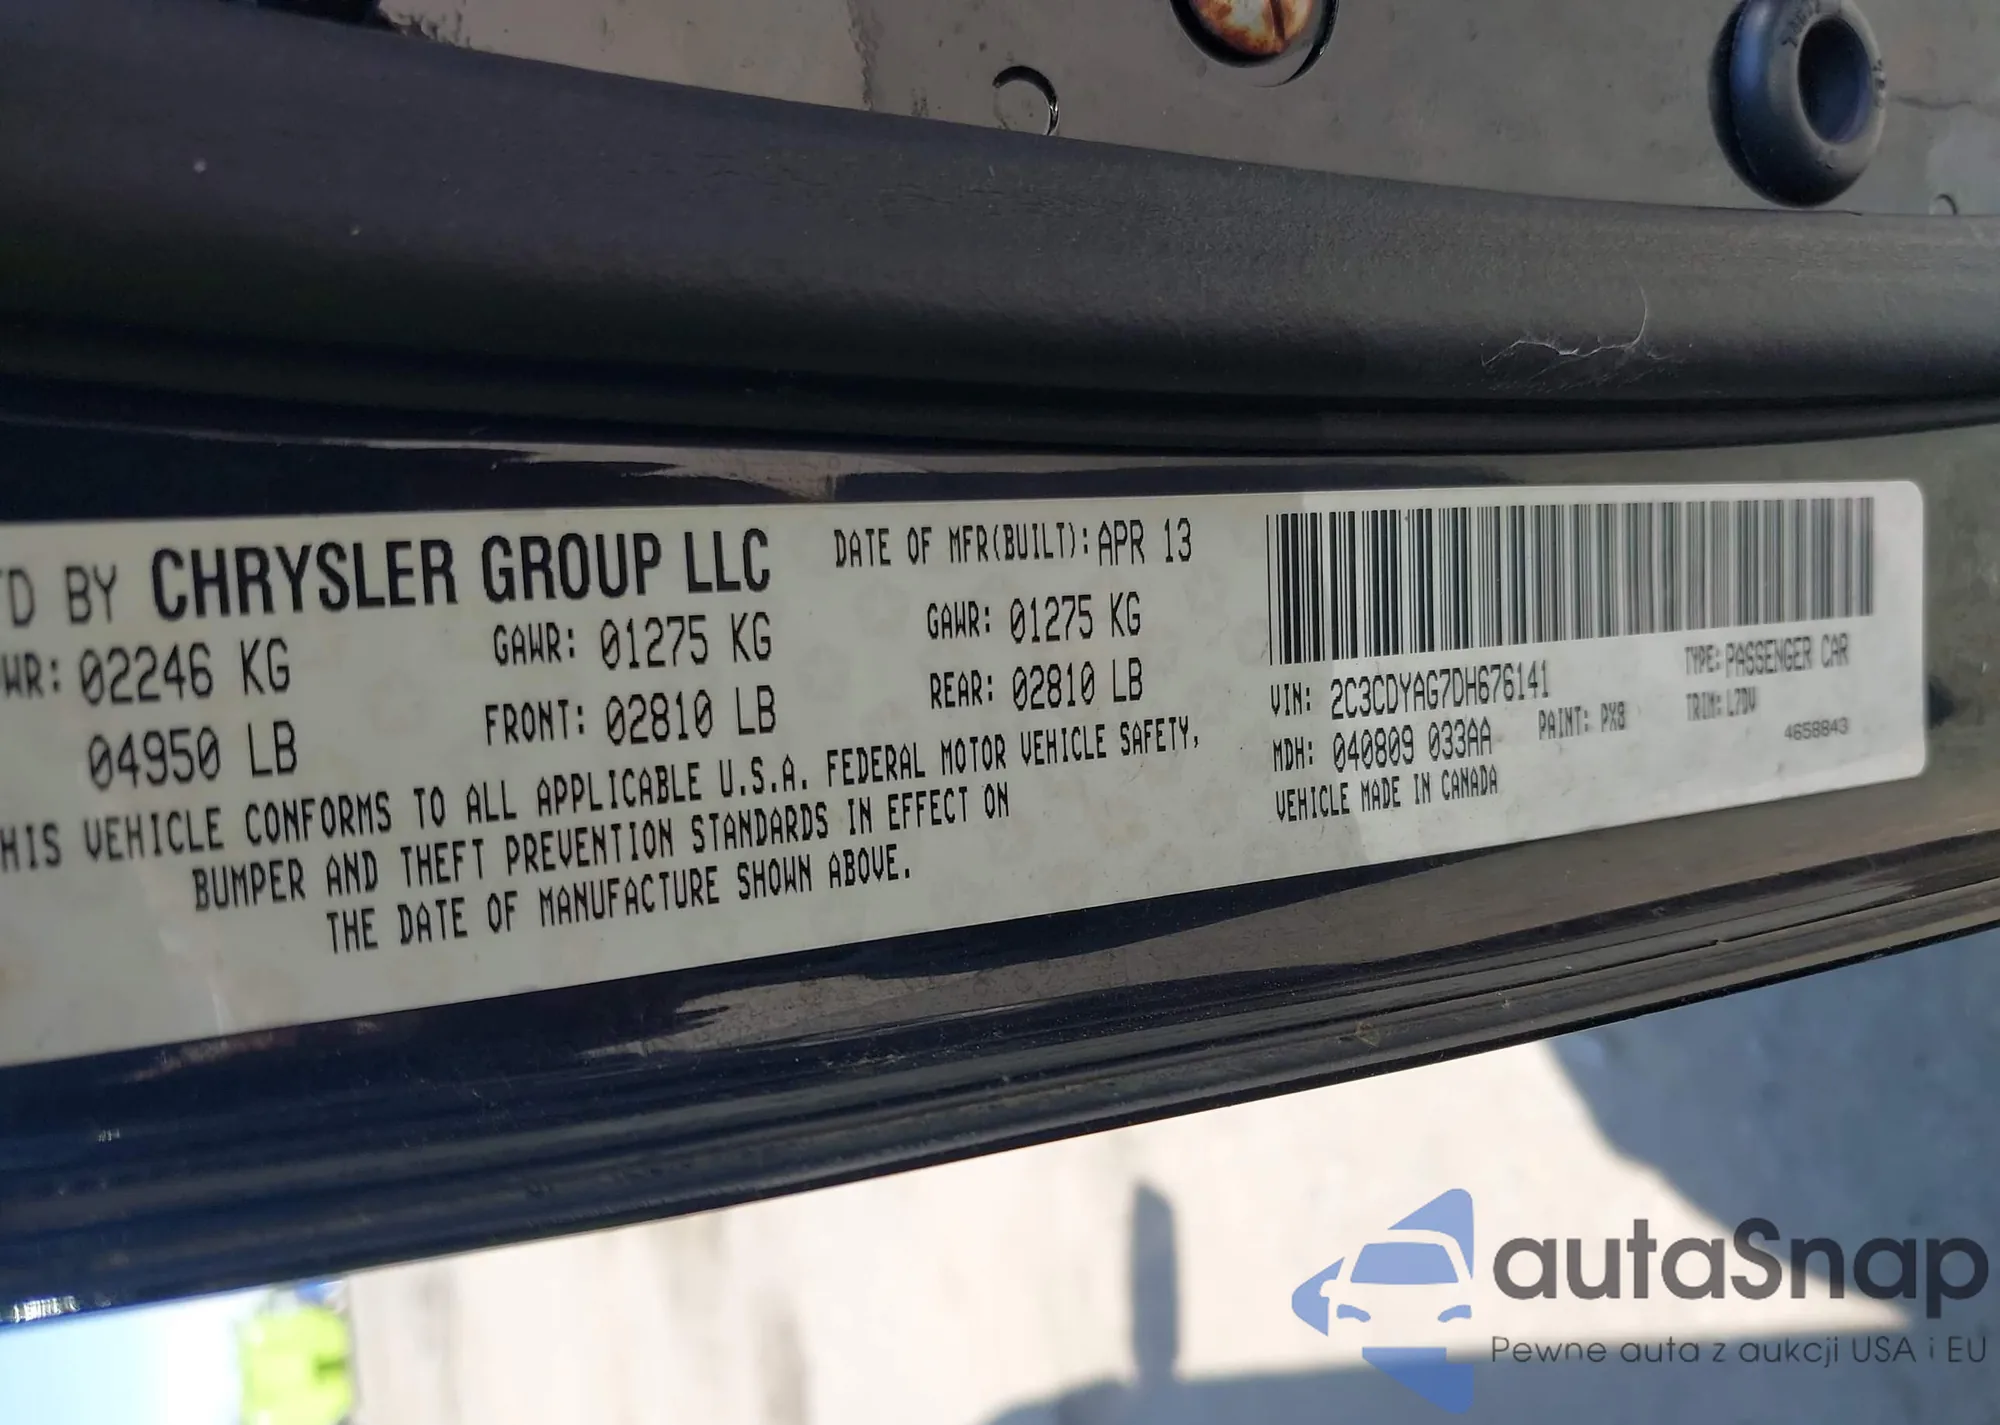 TD BY CHRYSLER GROUP LLC DATE OF MFR(BUILT): APR 13
WR: 02246 KG GAWR: 01275 KG GAWR: 01275 KG
04950 LB FRONT: 02810 LB REAR: 02810 LB
HIS VEHICLE CONFORMS TO ALL APPLICABLE U.S.A. FEDERAL MOTOR VEHICLE SAFETY,
BUMPER AND THEFT PREVENTION STANDARDS IN EFFECT ON
THE DATE OF MANUFACTURE SHOWN ABOVE.
VIN: 2C3CDYAG7DH676141 TYPE: PASSENGER CAR
MDH: 040809 033AA PAINT: PX8 TRIM: L7DV
VEHICLE MADE IN CANADA 4658843
autaSnap
Pewne auta z aukcji USA i EU